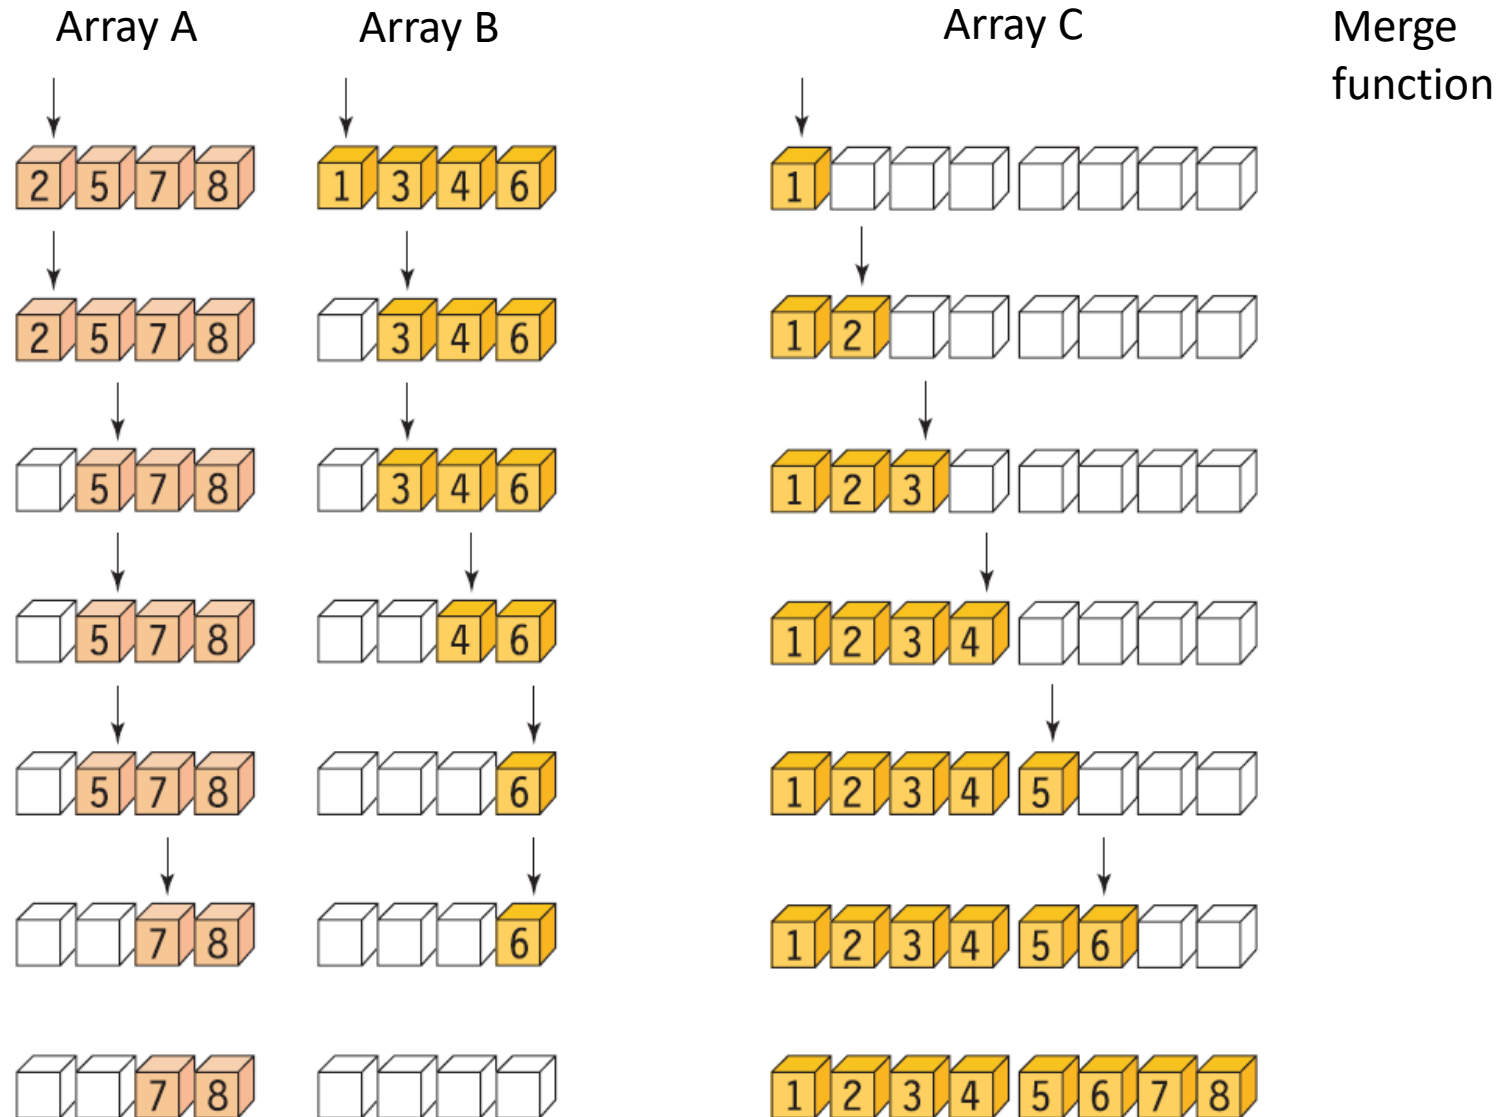 Array A Array B Array C Merge
function
2 5 7 8 1 3 4 6 1
2 5 7 8 3 4 6 1 2
5 7 8 3 4 6 1 2 3
5 7 8 4 6 1 2 3 4
5 7 8 6 1 2 3 4 5
7 8 6 1 2 3 4 5 6
7 8 1 2 3 4 5 6 7 8